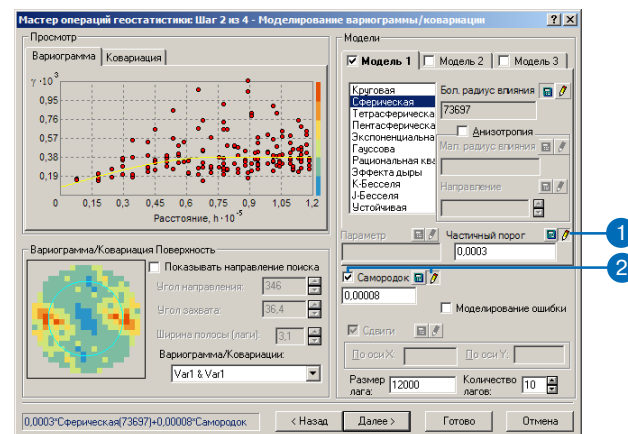 Мастер операций геостатистики: Шаг 2 из 4 - Моделирование вариограммы/ковариации
Просмотр
Вариограмма
Ковариация
γ·10³
0,95
0,76
0,57
0,38
0,19
0 0,15 0,3 0,45 0,6 0,75 0,9 1,05 1,2
Расстояние, h·10⁻⁵
Вариограмма/Ковариация Поверхность
Показывать направление поиска
Угол направления: 346
Угол захвата: 36,4
Ширина полосы (лаги): 3,1
Вариограмма/Ковариации:
Var1 & Var1
Модели
Модель 1
Модель 2
Модель 3
Круговая
Сферическая
Тетрасферическа
Пентасферическа
Экспоненциальна
Гауссова
Рациональная ква
Эффекта дыры
К-Бесселя
J-Бесселя
Устойчивая
Бол. радиус влияния
73697
Анизотропия
Мал. радиус влияния
Направление
Параметр
Частичный порог
0,0003
1
2
Самородок
0,00008
Моделирование ошибки
Сдвиги
По оси X:
По оси Y:
Размер лага: 12000
Количество лагов: 10
0,0003*Сферическая(73697)+0,00008*Самородок
< Назад
Далее >
Готово
Отмена